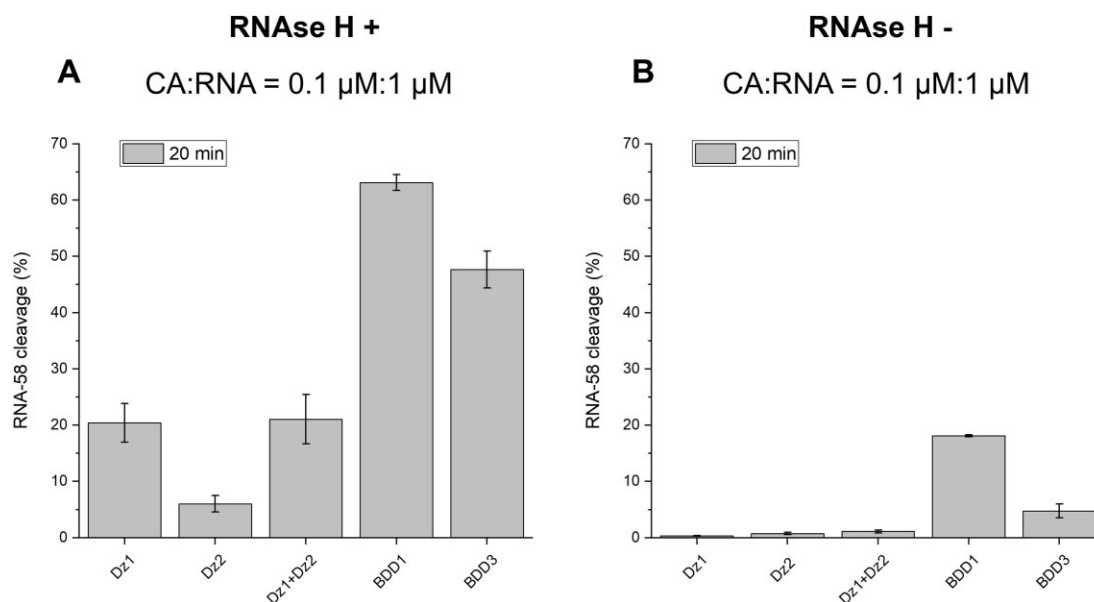 RNAse H +
A
CA:RNA = 0.1 µM:1 µM
20 min
RNA-58 cleavage (%)
70
60
50
40
30
20
10
0
Dz1
Dz2
Dz1+Dz2
BDD1
BDD3
RNAse H -
B
CA:RNA = 0.1 µM:1 µM
20 min
RNA-58 cleavage (%)
70
60
50
40
30
20
10
0
Dz1
Dz2
Dz1+Dz2
BDD1
BDD3